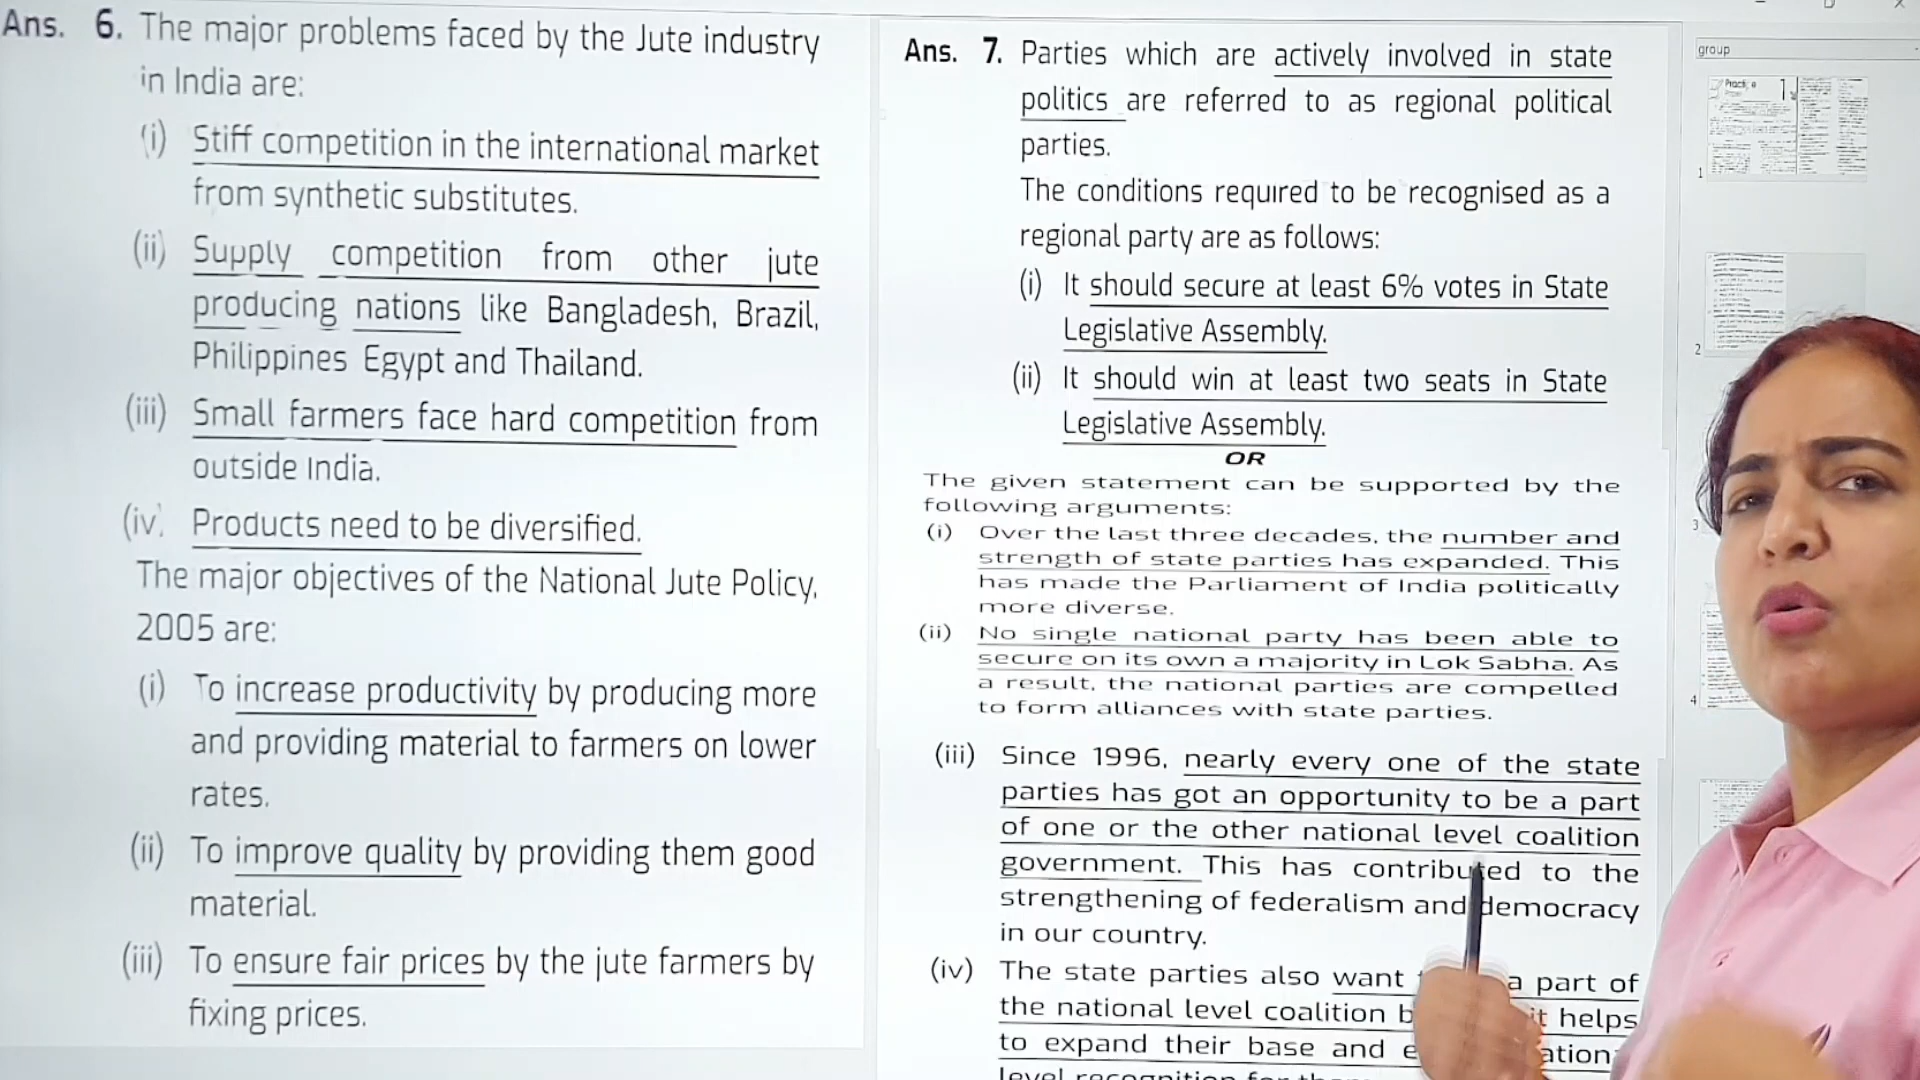 Ans. 6. The major problems faced by the Jute industry
in India are:
(i) Stiff competition in the international market
from synthetic substitutes.
(ii) Supply competition from other jute
producing nations like Bangladesh, Brazil,
Philippines Egypt and Thailand.
(iii) Small farmers face hard competition from
outside India.
(iv) Products need to be diversified.
The major objectives of the National Jute Policy,
2005 are:
(i) To increase productivity by producing more
and providing material to farmers on lower
rates.
(ii) To improve quality by providing them good
material.
(iii) To ensure fair prices by the jute farmers by
fixing prices.
Ans. 7. Parties which are actively involved in state
politics are referred to as regional political
parties.
The conditions required to be recognised as a
regional party are as follows:
(i) It should secure at least 6% votes in State
Legislative Assembly.
(ii) It should win at least two seats in State
Legislative Assembly.
OR
The given statement can be supported by the
following arguments:
(i) Over the last three decades, the number and
strength of state parties has expanded. This
has made the Parliament of India politically
more diverse.
(ii) No single national party has been able to
secure on its own a majority in Lok Sabha. As
a result, the national parties are compelled
to form alliances with state parties.
(iii) Since 1996, nearly every one of the state
parties has got an opportunity to be a part
of one or the other national level coalition
government. This has contributed to the
strengthening of federalism and democracy
in our country.
(iv) The state parties also want a part of
the national level coalition it helps
to expand their base and
group
1
2
3
4